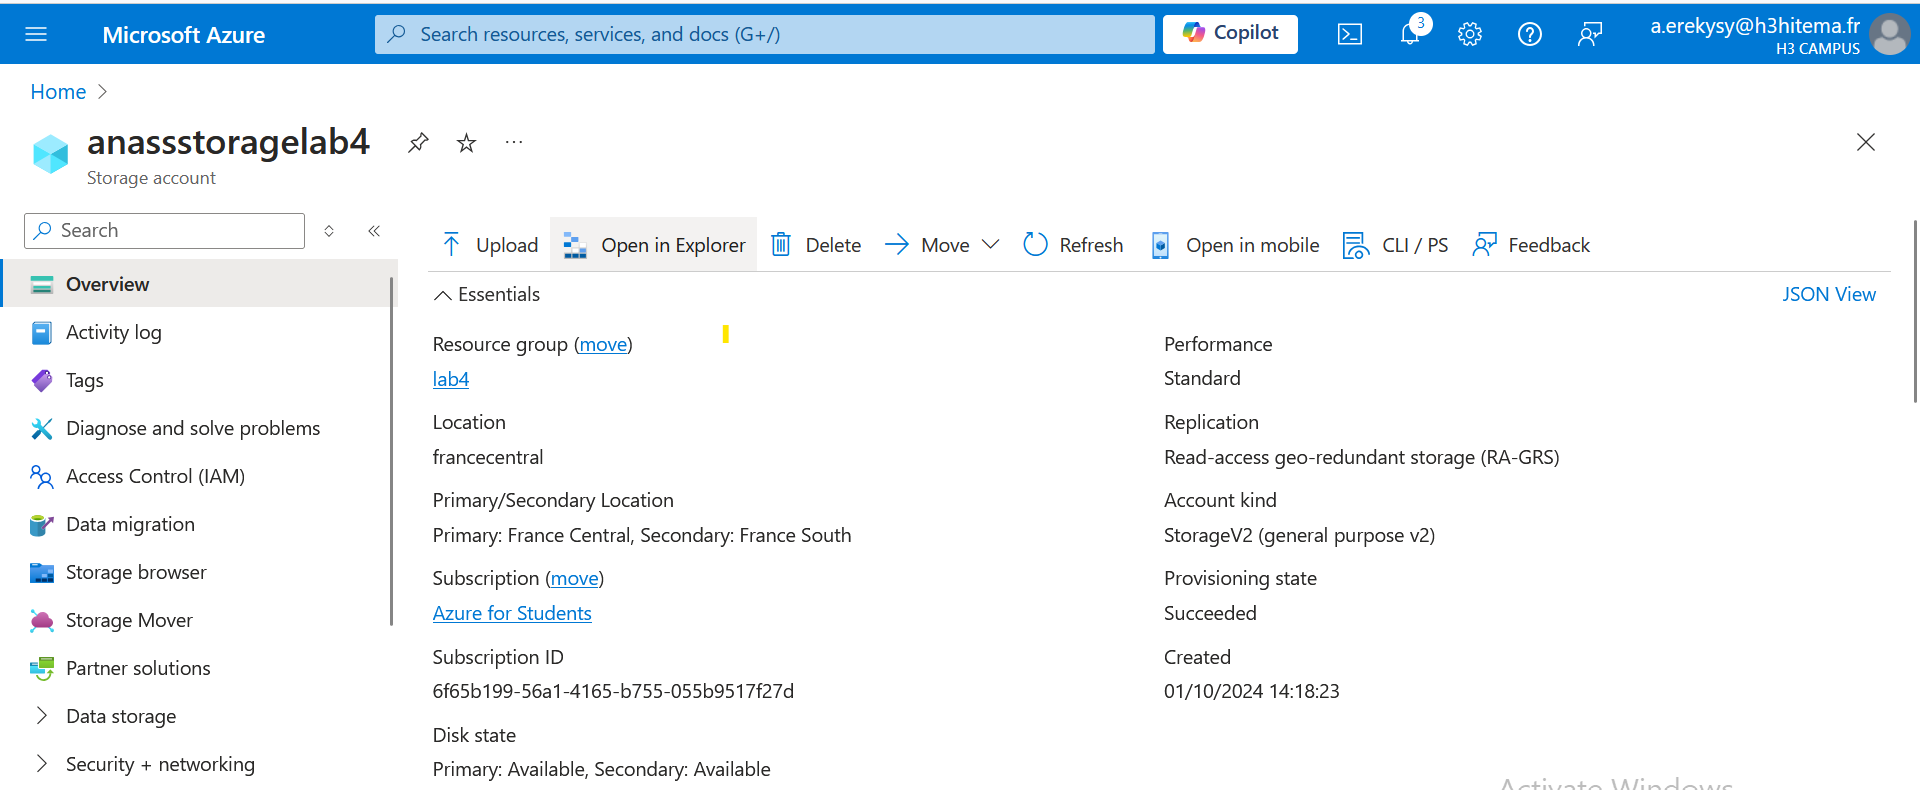 Microsoft Azure
Search resources, services, and docs (G+/)
Copilot
3
a.erekysy@h3hitema.fr
H3 CAMPUS
Home
anassstoragelab4
Storage account
Search
Overview
Activity log
Tags
Diagnose and solve problems
Access Control (IAM)
Data migration
Storage browser
Storage Mover
Partner solutions
Data storage
Security + networking
Upload
Open in Explorer
Delete
Move
Refresh
Open in mobile
CLI / PS
Feedback
Essentials
JSON View
Resource group (move)
lab4
Location
francecentral
Primary/Secondary Location
Primary: France Central, Secondary: France South
Subscription (move)
Azure for Students
Subscription ID
6f65b199-56a1-4165-b755-055b9517f27d
Disk state
Primary: Available, Secondary: Available
Performance
Standard
Replication
Read-access geo-redundant storage (RA-GRS)
Account kind
StorageV2 (general purpose v2)
Provisioning state
Succeeded
Created
01/10/2024 14:18:23
Activate Windows